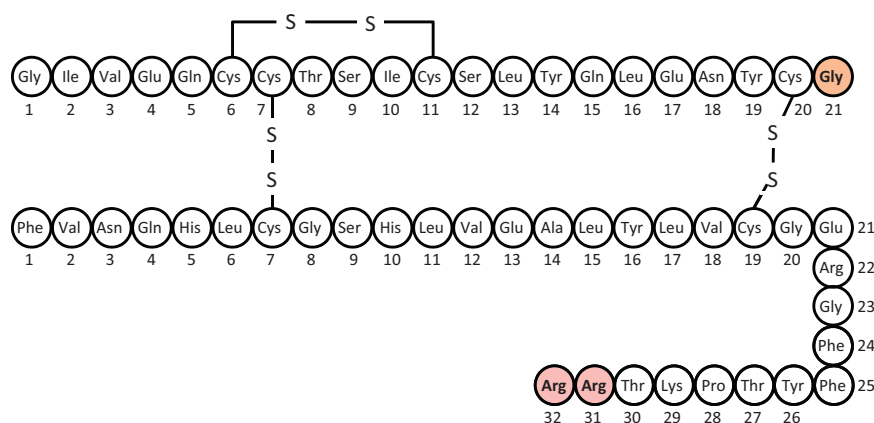 S S
Gly Ile Val Glu Gln Cys Cys Thr Ser Ile Cys Ser Leu Tyr Gln Leu Glu Asn Tyr Cys Gly
1 2 3 4 5 6 7 8 9 10 11 12 13 14 15 16 17 18 19 20 21
S S
S S
Phe Val Asn Gln His Leu Cys Gly Ser His Leu Val Glu Ala Leu Tyr Leu Val Cys Gly Glu 21
1 2 3 4 5 6 7 8 9 10 11 12 13 14 15 16 17 18 19 20
Arg 22
Gly 23
Phe 24
Arg Arg Thr Lys Pro Thr Tyr Phe 25
32 31 30 29 28 27 26